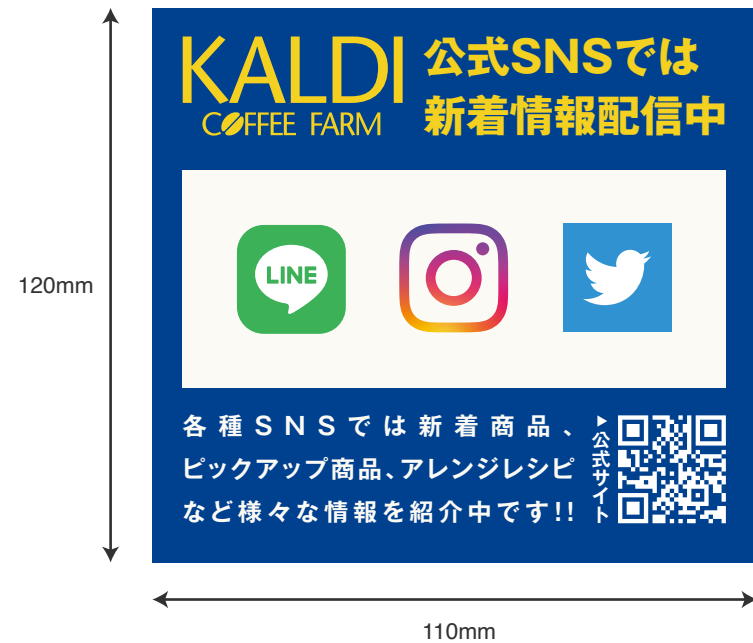 KALDI
COFFEE FARM
公式SNSでは
新着情報配信中
120mm
LINE
各種SNSでは新着商品、
ピックアップ商品、アレンジレシピ
など様々な情報を紹介中です!!
▶公式サイト
110mm